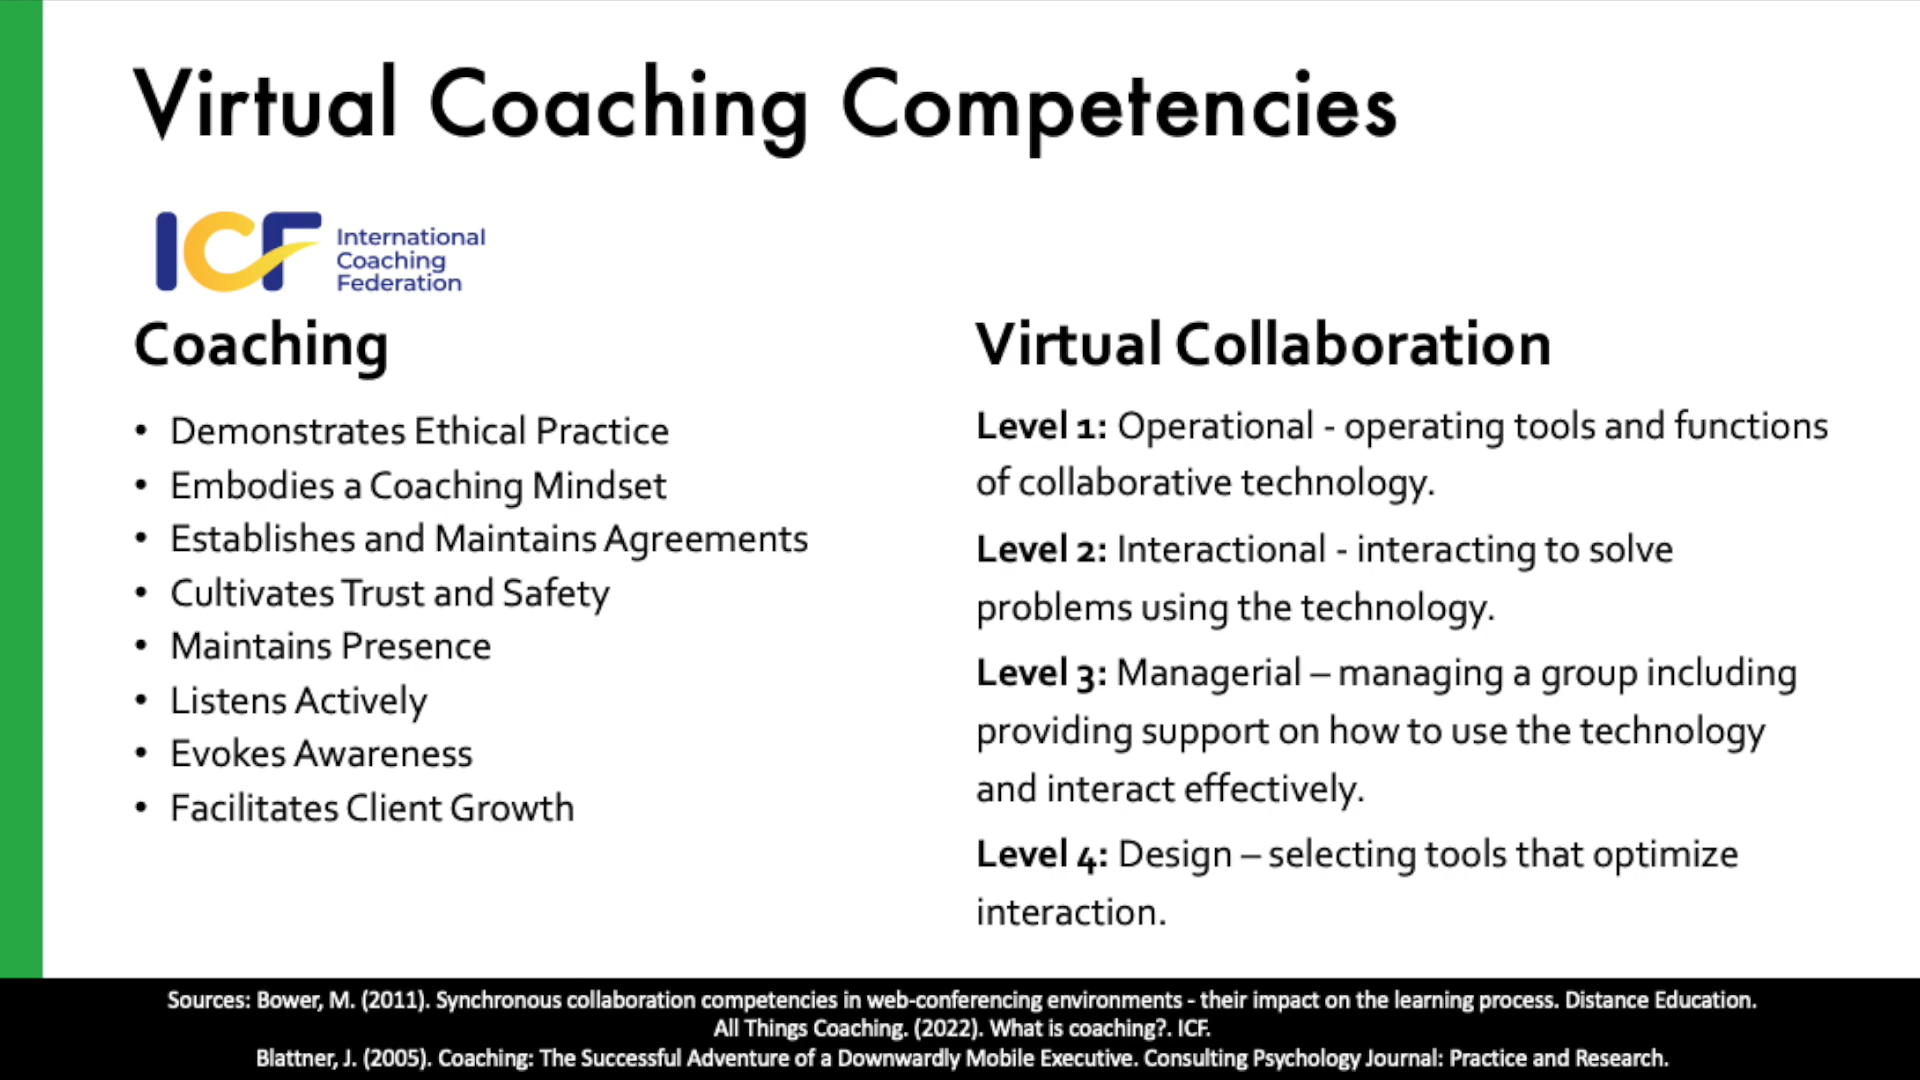 Virtual Coaching Competencies
ICF
International
Coaching
Federation
Coaching
• Demonstrates Ethical Practice
• Embodies a Coaching Mindset
• Establishes and Maintains Agreements
• Cultivates Trust and Safety
• Maintains Presence
• Listens Actively
• Evokes Awareness
• Facilitates Client Growth
Virtual Collaboration
Level 1: Operational - operating tools and functions
of collaborative technology.
Level 2: Interactional - interacting to solve
problems using the technology.
Level 3: Managerial – managing a group including
providing support on how to use the technology
and interact effectively.
Level 4: Design – selecting tools that optimize
interaction.
Sources: Bower, M. (2011). Synchronous collaboration competencies in web-conferencing environments - their impact on the learning process. Distance Education.
All Things Coaching. (2022). What is coaching?. ICF.
Blattner, J. (2005). Coaching: The Successful Adventure of a Downwardly Mobile Executive. Consulting Psychology Journal: Practice and Research.